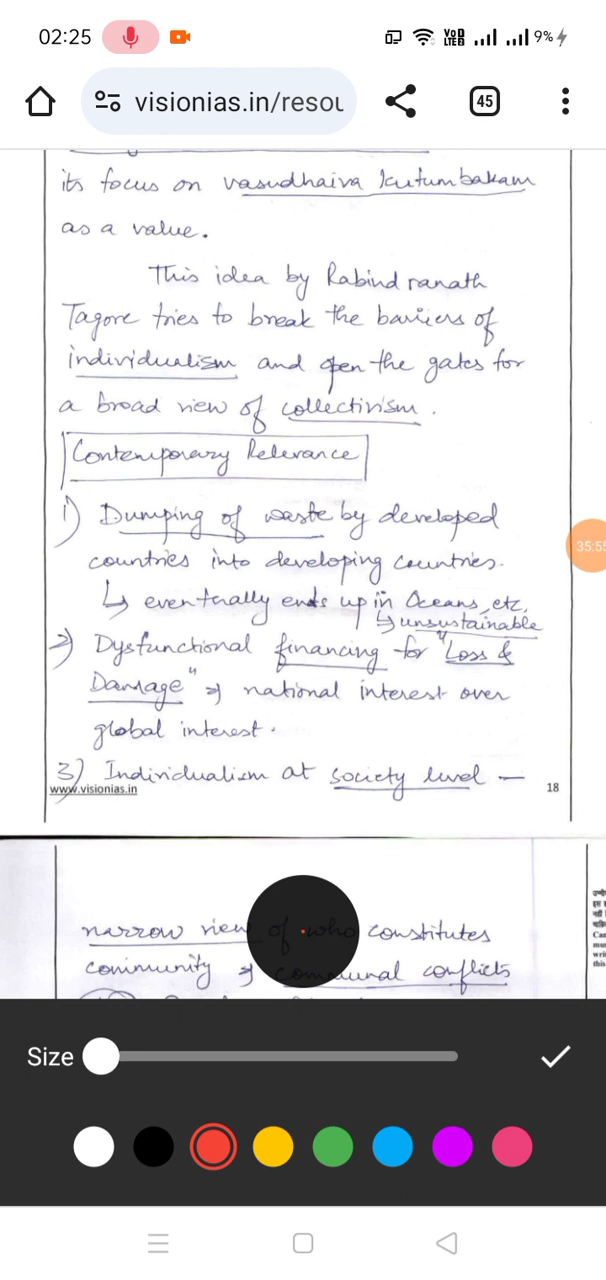 02:25
VoD LTE 2 9%
visionias.in/resou
45
its focus on vasudhaiva kutumbakam
as a value.
This idea by Rabindranath
Tagore tries to break the barriers of
individualism and open the gates for
a broad view of collectivism.
Contemporary Relevance
1) Dumping of waste by developed
countries into developing countries.
↳ eventually ends up in Oceans, etc.
↳ unsustainable
2) Dysfunctional financing for "Loss &
Damage" ⇒ national interest over
global interest.
35:55
3) Individualism at society level —
www.visionias.in
18
narrow view of who constitutes
community ⇒ communal conflicts
Size